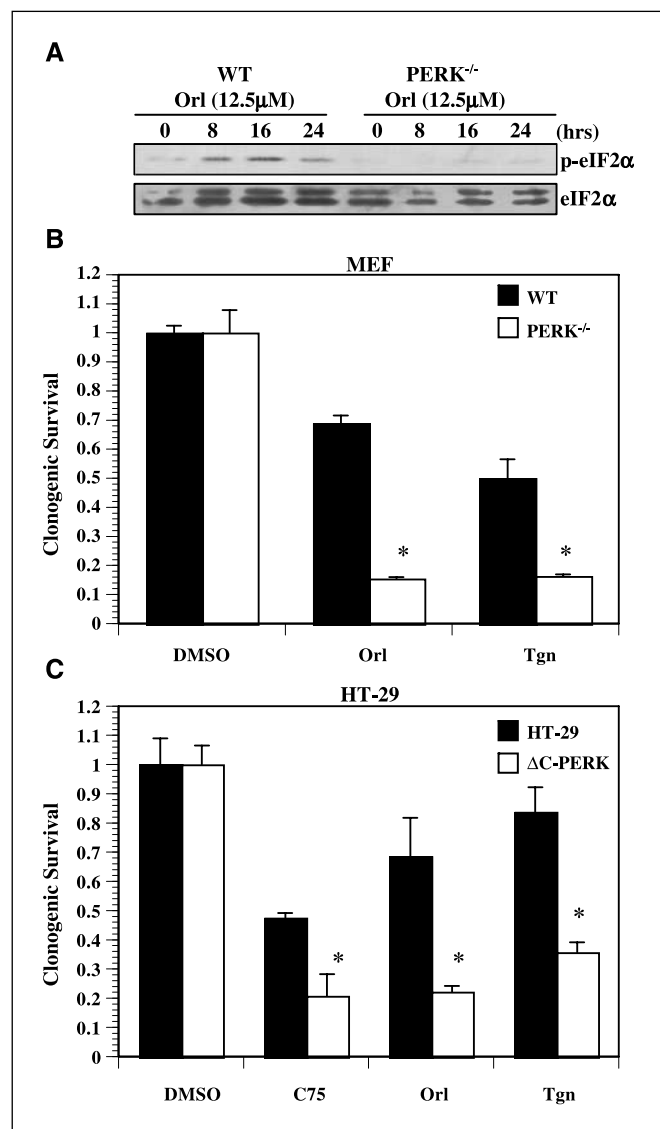 A
WT PERK-/-
Orl (12.5μM) Orl (12.5μM)
0 8 16 24 0 8 16 24 (hrs)
p-eIF2α
eIF2α
B
MEF
1.2
1.1
1
0.9
0.8
0.7
0.6
0.5
0.4
0.3
0.2
0.1
0
Clonogenic Survival
WT
PERK-/-
*
*
DMSO Orl Tgn
C
HT-29
1.2
1.1
1
0.9
0.8
0.7
0.6
0.5
0.4
0.3
0.2
0.1
0
Clonogenic Survival
HT-29
ΔC-PERK
*
*
*
DMSO C75 Orl Tgn